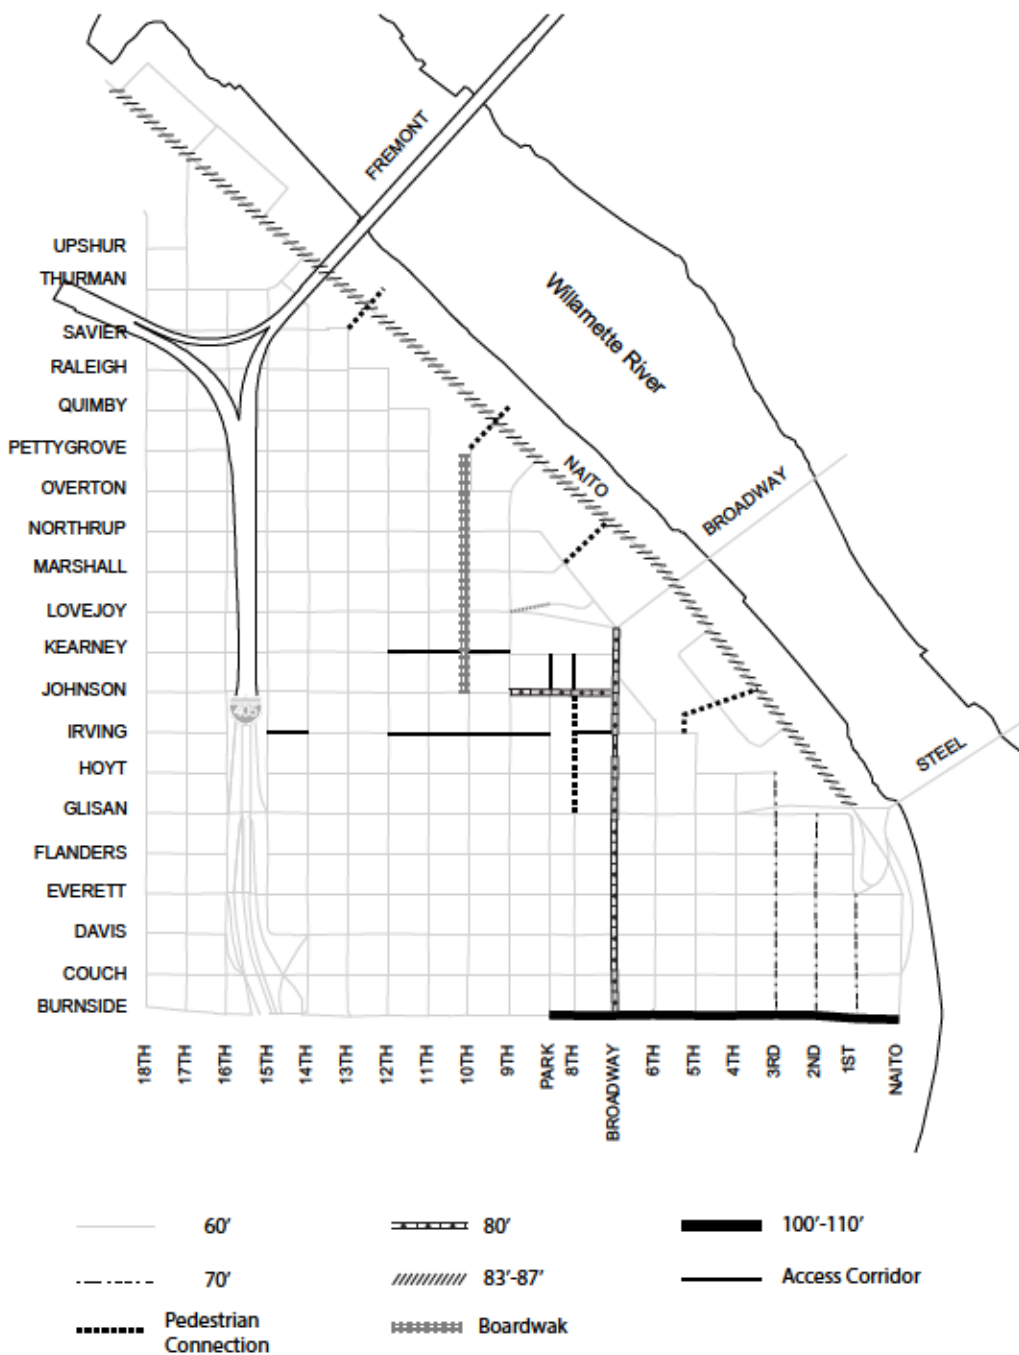 FREMONT
UPSHUR
THURMAN
Willamette River
SAVIER
RALEIGH
QUIMBY
PETTYGROVE
NAITO
BROADWAY
OVERTON
NORTHRUP
MARSHALL
LOVEJOY
KEARNEY
JOHNSON
405
IRVING
STEEL
HOYT
GLISAN
FLANDERS
EVERETT
DAVIS
COUCH
BURNSIDE
18TH
17TH
16TH
15TH
14TH
13TH
12TH
11TH
10TH
9TH
PARK
8TH
BROADWAY
6TH
5TH
4TH
3RD
2ND
1ST
NAITO
60'
80'
100'-110'
70'
83'-87'
Access Corridor
Pedestrian
Connection
Boardwak